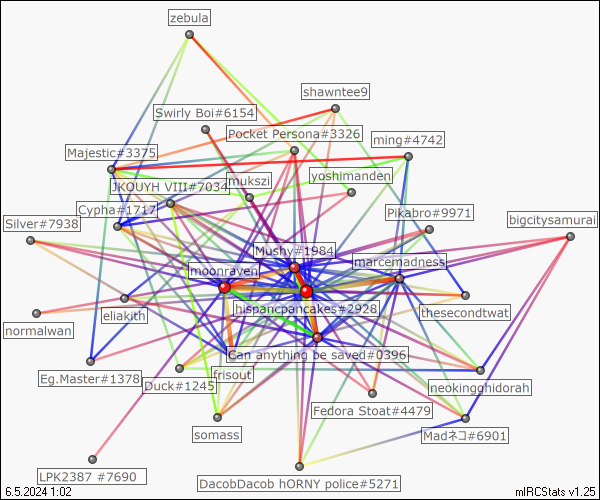 zebula
shawntee9
Swirly Boi#6154
Pocket Persona#3326
ming#4742
Majestic#3375
yoshimanden
JKOUYH VIII#7034
mukszi
Cypha#1717
Pikabro#9971
bigcitysamurai
Silver#7938
Mushy#1984
marcemadness
moonraven
hispanicpancakes#2928
thesecondtwat
eliakith
normalwan
Can anything be saved#0396
frisout
Eg.Master#1378
Duck#1245
neokingghidorah
Fedora Stoat#4479
somass
Madネコ#6901
LPK2387 #7690
DacobDacob hORNY police#5271
6.5.2024 1:02
mIRCStats v1.25